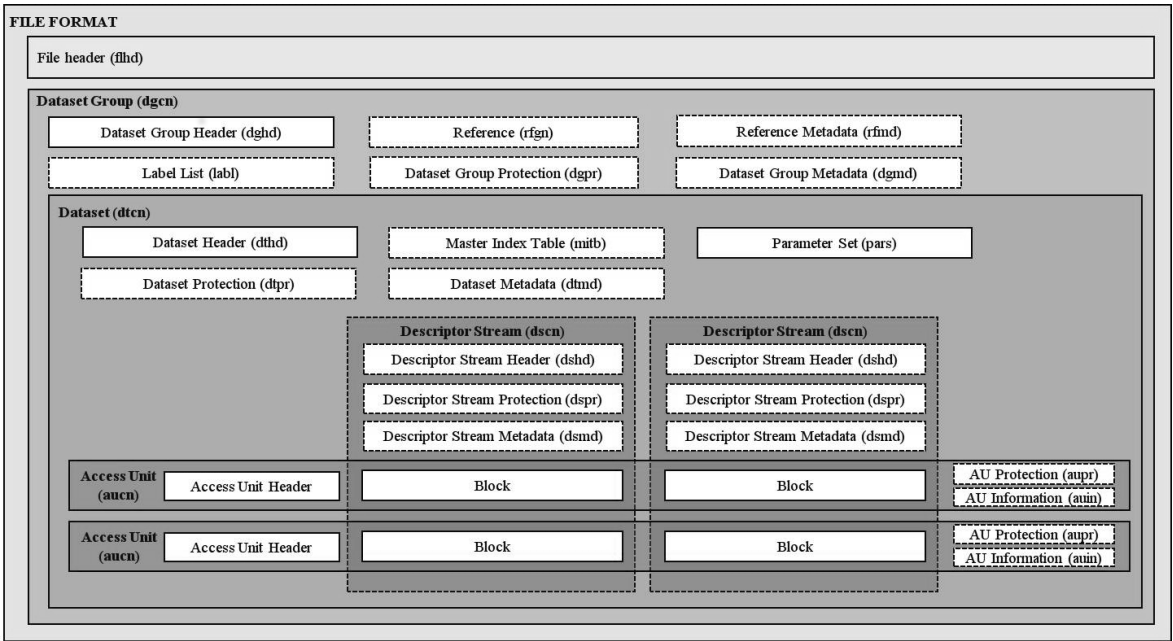 FILE FORMAT
File header (flhd)
Dataset Group (dgcn)
Dataset Group Header (dghd)
Reference (rfgn)
Reference Metadata (rfmd)
Label List (labl)
Dataset Group Protection (dgpr)
Dataset Group Metadata (dgmd)
Dataset (dtcn)
Dataset Header (dthd)
Master Index Table (mitb)
Parameter Set (pars)
Dataset Protection (dtpr)
Dataset Metadata (dtmd)
Descriptor Stream (dscn)
Descriptor Stream Header (dshd)
Descriptor Stream Protection (dspr)
Descriptor Stream Metadata (dsmd)
Descriptor Stream (dscn)
Descriptor Stream Header (dshd)
Descriptor Stream Protection (dspr)
Descriptor Stream Metadata (dsmd)
Access Unit
(aucn)
Access Unit Header
Block
Block
AU Protection (aupr)
AU Information (auin)
Access Unit
(aucn)
Access Unit Header
Block
Block
AU Protection (aupr)
AU Information (auin)